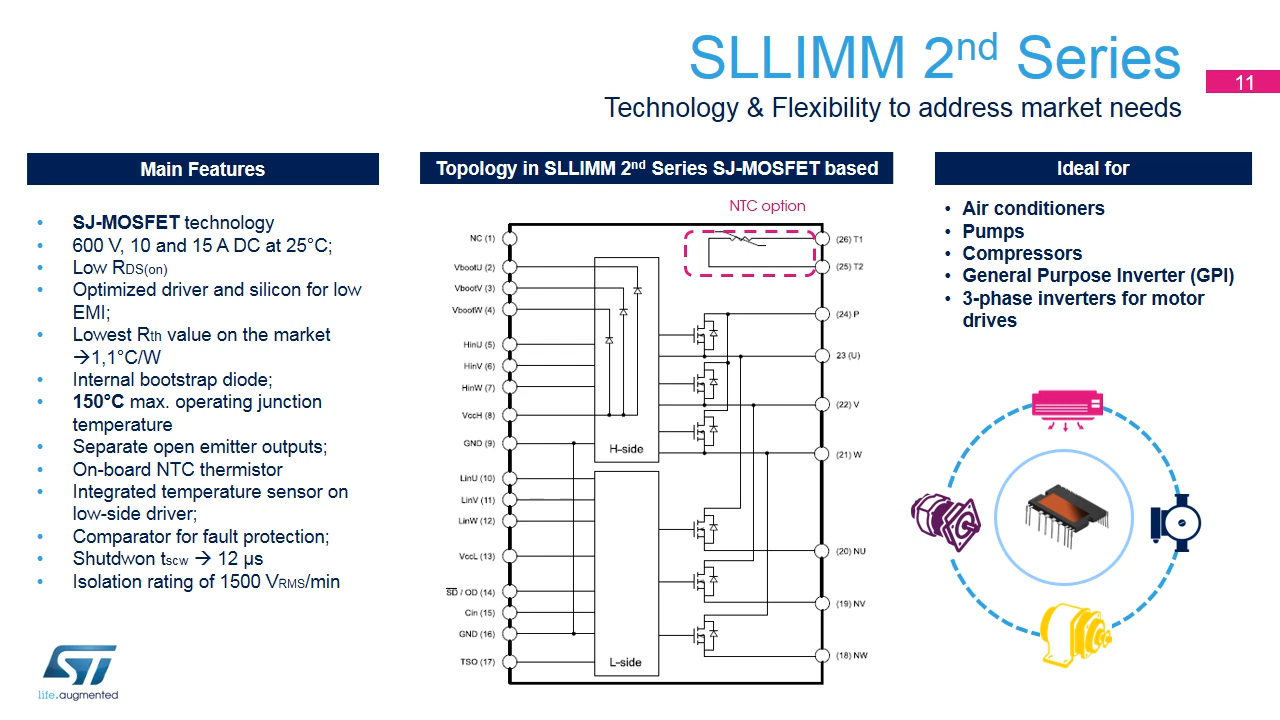 SLLIMM 2nd Series
11
Technology & Flexibility to address market needs
Main Features
• SJ-MOSFET technology
• 600 V, 10 and 15 A DC at 25°C;
• Low RDS(on)
• Optimized driver and silicon for low
EMI;
• Lowest Rth value on the market
→1,1°C/W
• Internal bootstrap diode;
• 150°C max. operating junction
temperature
• Separate open emitter outputs;
• On-board NTC thermistor
• Integrated temperature sensor on
low-side driver;
• Comparator for fault protection;
• Shutdwon tscw → 12 µs
• Isolation rating of 1500 VRMS/min
Topology in SLLIMM 2nd Series SJ-MOSFET based
NTC option
NC (1)
VbootU (2)
VbootV (3)
VbootW (4)
HinU (5)
HinV (6)
HinW (7)
VccH (8)
GND (9)
LinU (10)
LinV (11)
LinW (12)
VccL (13)
SD / OD (14)
Cin (15)
GND (16)
TSO (17)
H-side
L-side
(26) T1
(25) T2
(24) P
23 (U)
(22) V
(21) W
(20) NU
(19) NV
(18) NW
Ideal for
• Air conditioners
• Pumps
• Compressors
• General Purpose Inverter (GPI)
• 3-phase inverters for motor
drives
ST
life.augmented